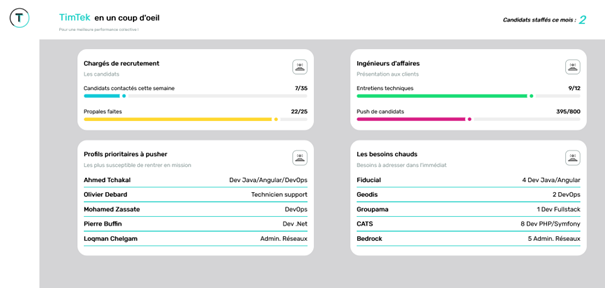 T
TimTek en un coup d'oeil
Pour une meilleure performance collective !
Candidats staffés ce mois : 2
Chargés de recrutement
Les candidats
Candidats contactés cette semaine 7/35
Propales faites 22/25
Ingénieurs d'affaires
Présentation aux clients
Entretiens techniques 9/12
Push de candidats 395/800
Profils prioritaires à pusher
Les plus susceptible de rentrer en mission
Ahmed Tchakal Dev Java/Angular/DevOps
Olivier Debard Technicien support
Mohamed Zassate DevOps
Pierre Buffin Dev .Net
Loqman Chelgam Admin. Réseaux
Les besoins chauds
Besoins à adresser dans l'immédiat
Fiducial 4 Dev Java/Angular
Geodis 2 DevOps
Groupama 1 Dev Fullstack
CATS 8 Dev PHP/Symfony
Bedrock 5 Admin. Réseaux